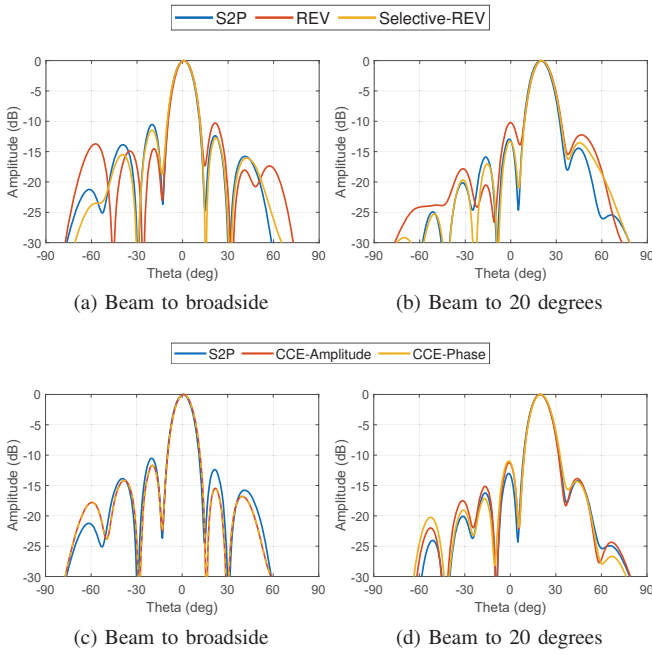 S2P REV Selective-REV
0
-5
-10
-15
-20
-25
-30
Amplitude (dB)
-90 -60 -30 0 30 60 90
Theta (deg)
(a) Beam to broadside
0
-5
-10
-15
-20
-25
-30
Amplitude (dB)
-90 -60 -30 0 30 60 90
Theta (deg)
(b) Beam to 20 degrees
S2P CCE-Amplitude CCE-Phase
0
-5
-10
-15
-20
-25
-30
Amplitude (dB)
-90 -60 -30 0 30 60 90
Theta (deg)
(c) Beam to broadside
0
-5
-10
-15
-20
-25
-30
Amplitude (dB)
-90 -60 -30 0 30 60 90
Theta (deg)
(d) Beam to 20 degrees